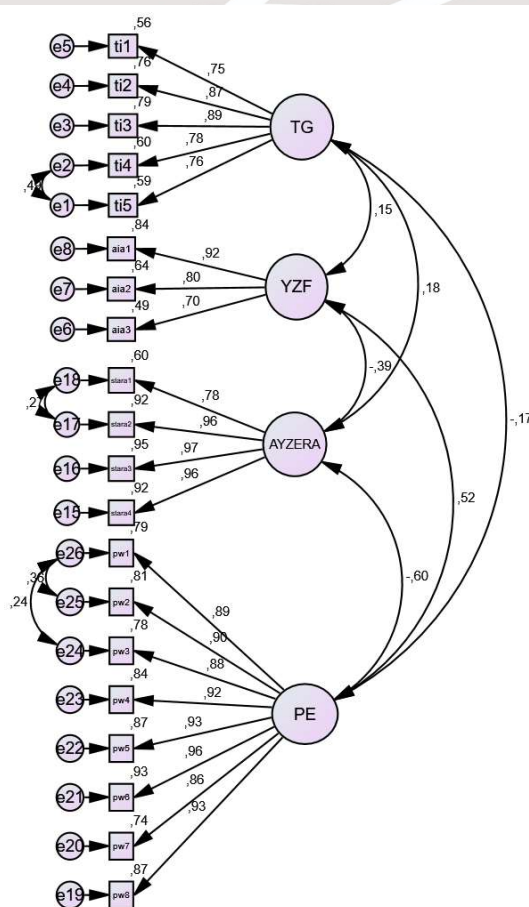 ,56
e5 ti1
,76 ,75
e4 ti2
,79 ,87
e3 ti3 ,89
,60 TG
e2 ti4 ,78
,59 ,76
e1 ti5
,84 ,15
e8 aia1 ,92
,64
e7 aia2 ,80 YZF ,18
,49
e6 aia3 ,70
,60 -,39
e18 stara1
,92 ,78
-,17
e17 stara2 ,96
,95 AYZERA
e16 stara3 ,97
,92 ,96
,52
e15 stara4
,79
e26 pw1
,36 ,81 -,60
,24 e25 pw2
,89
,78 ,90
e24 pw3
,88
,84
e23 pw4 ,92
PE
,87 ,93
e22 pw5
,96
,93
e21 pw6 ,86
,74 ,93
e20 pw7
,87
e19 pw8